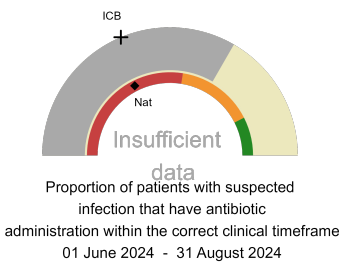 ICB
Nat
Insufficient
data
Proportion of patients with suspected
infection that have antibiotic
administration within the correct clinical timeframe
01 June 2024 - 31 August 2024